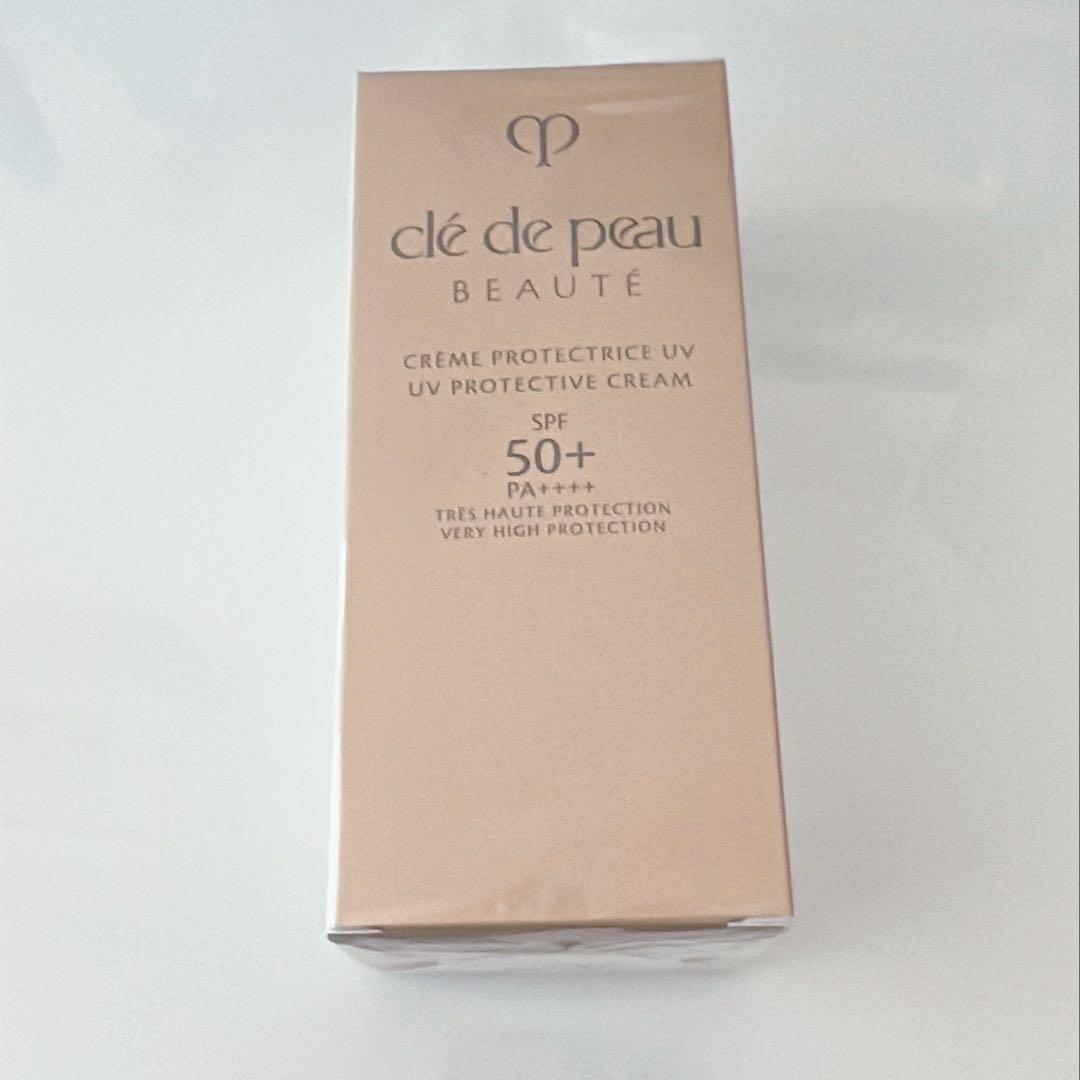 clé de peau
BEAUTÉ
CRÈME PROTECTRICE UV
UV PROTECTIVE CREAM
SPF
50+
PA++++
TRÈS HAUTE PROTECTION
VERY HIGH PROTECTION